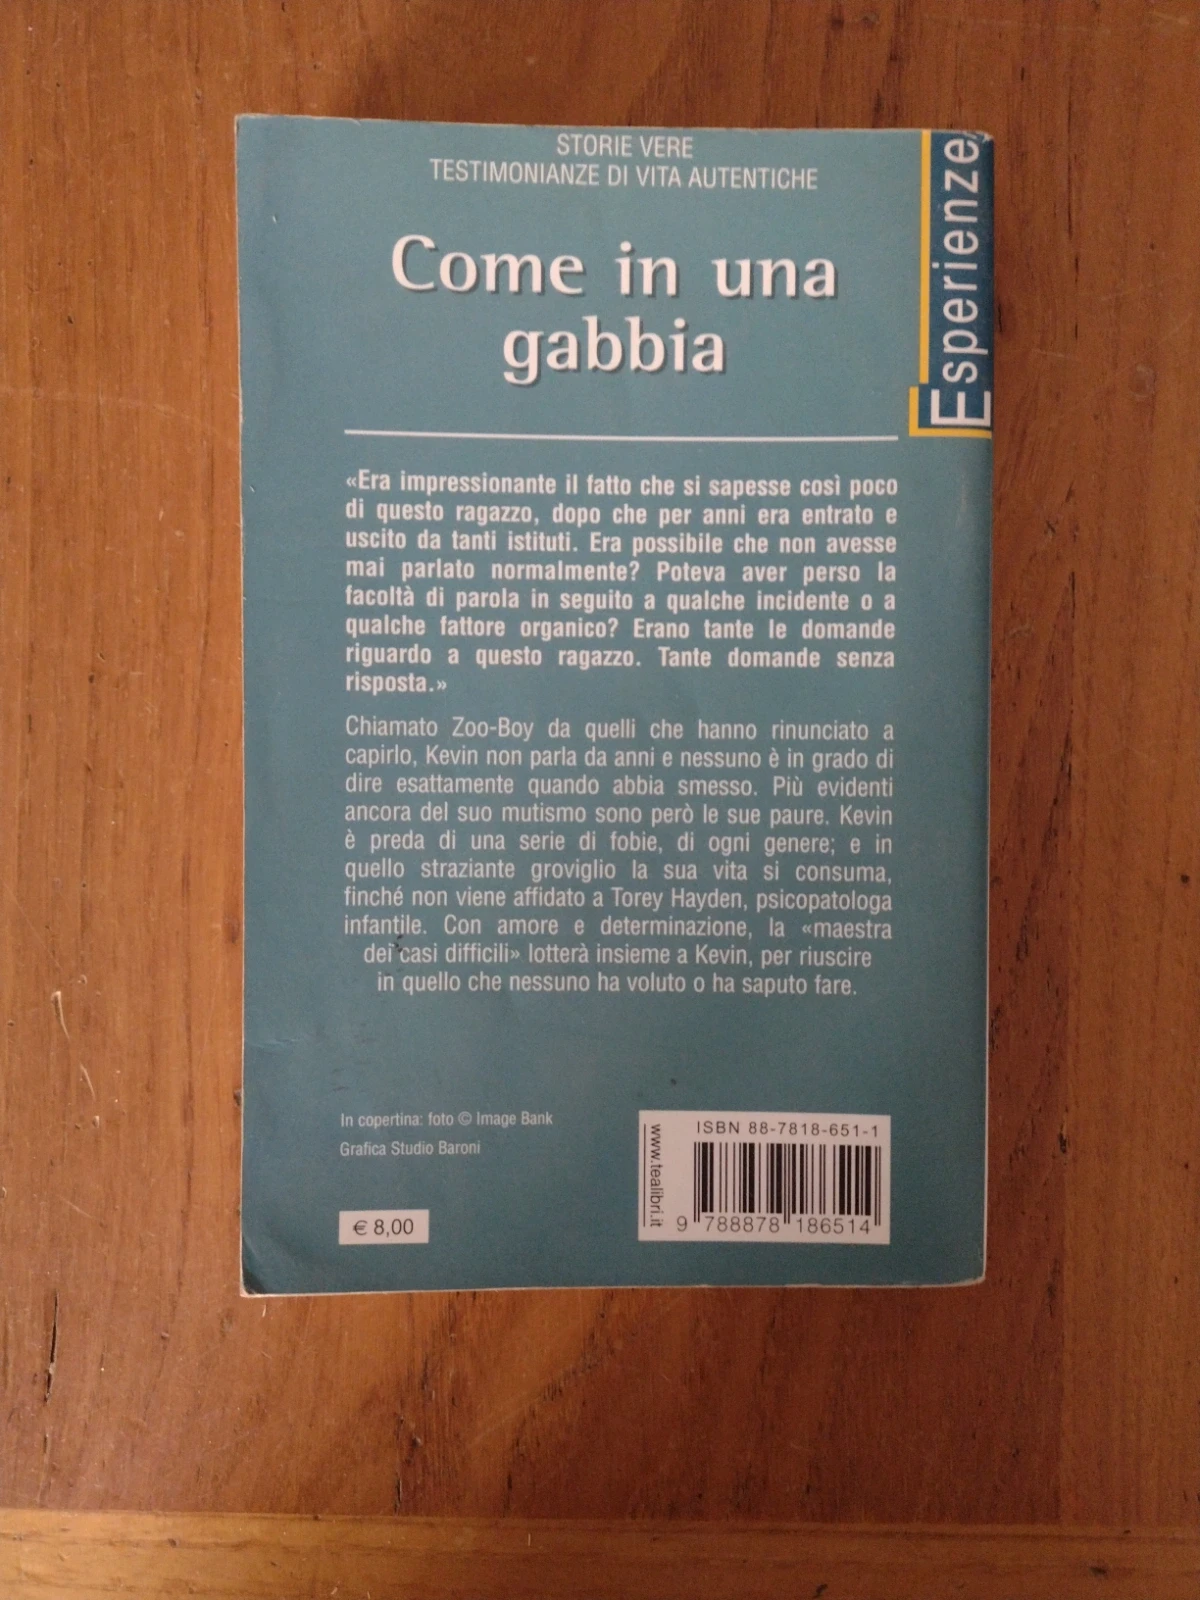 STORIE VERE
TESTIMONIANZE DI VITA AUTENTICHE
Esperienze
Come in una
gabbia
«Era impressionante il fatto che si sapesse così poco
di questo ragazzo, dopo che per anni era entrato e
uscito da tanti istituti. Era possibile che non avesse
mai parlato normalmente? Poteva aver perso la
facoltà di parola in seguito a qualche incidente o a
qualche fattore organico? Erano tante le domande
riguardo a questo ragazzo. Tante domande senza
risposta.»
Chiamato Zoo-Boy da quelli che hanno rinunciato a
capirlo, Kevin non parla da anni e nessuno è in grado di
dire esattamente quando abbia smesso. Più evidenti
ancora del suo mutismo sono però le sue paure. Kevin
è preda di una serie di fobie, di ogni genere; e in
quello straziante groviglio la sua vita si consuma,
finché non viene affidato a Torey Hayden, psicopatologa
infantile. Con amore e determinazione, la «maestra
dei casi difficili» lotterà insieme a Kevin, per riuscire
in quello che nessuno ha voluto o ha saputo fare.
In copertina: foto © Image Bank
Grafica Studio Baroni
€ 8,00
www.tealibri.it
ISBN 88-7818-651-1
9 788878 186514